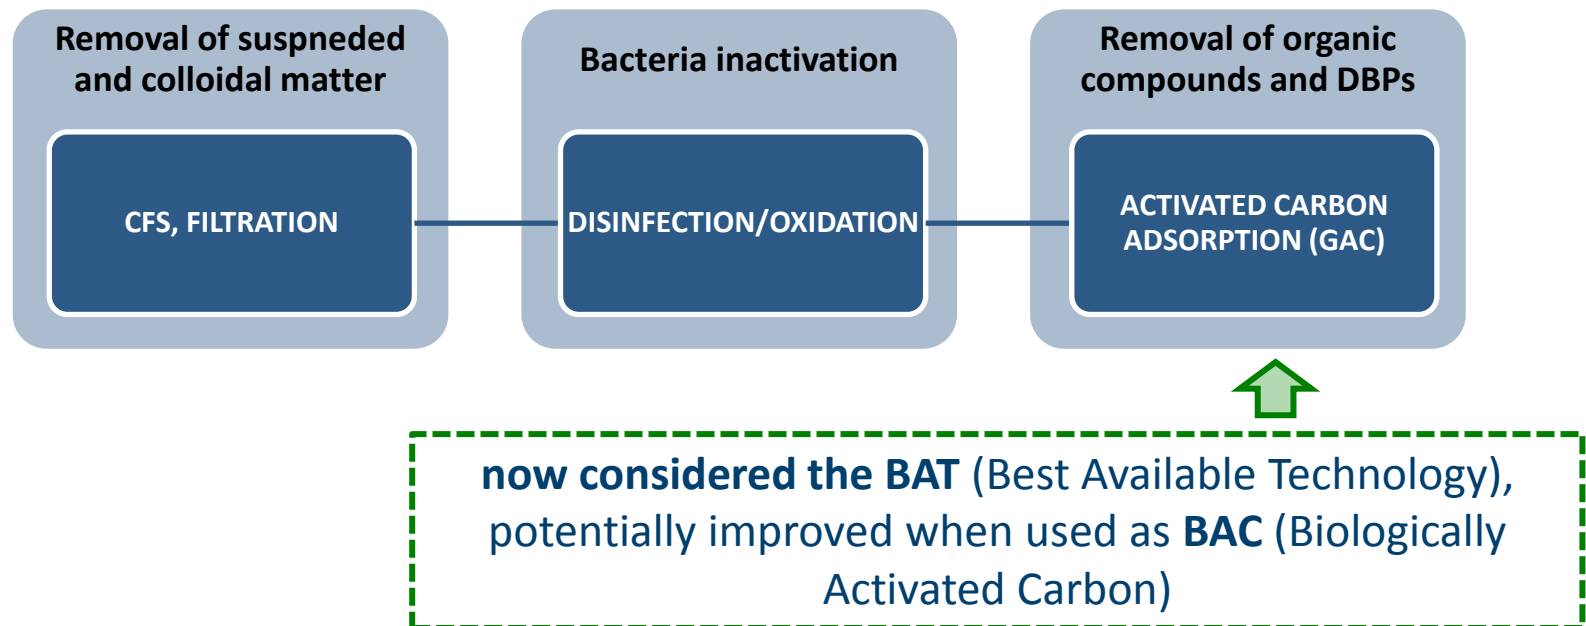 Removal of suspneded
and colloidal matter
CFS, FILTRATION
Bacteria inactivation
DISINFECTION/OXIDATION
Removal of organic
compounds and DBPs
ACTIVATED CARBON
ADSORPTION (GAC)
now considered the BAT (Best Available Technology),
potentially improved when used as BAC (Biologically
Activated Carbon)